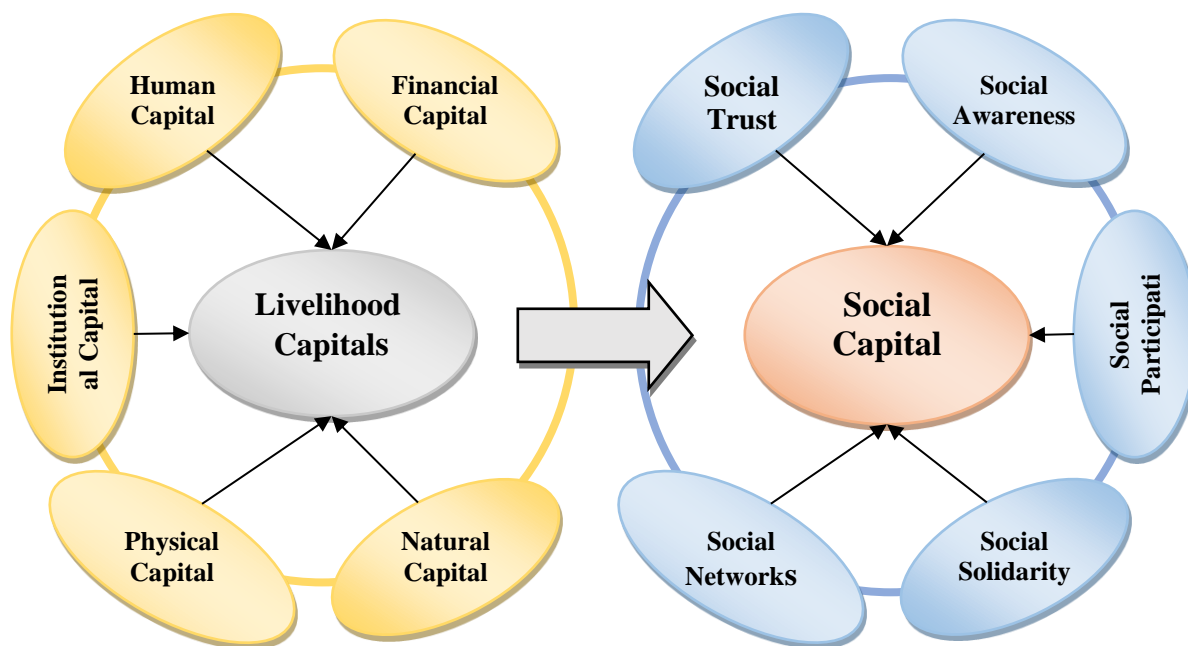 Human
Capital
Financial
Capital
Institution
al Capital
Livelihood
Capitals
Physical
Capital
Natural
Capital
Social
Trust
Social
Awareness
Social
Capital
Social
Participati
Social
Networks
Social
Solidarity